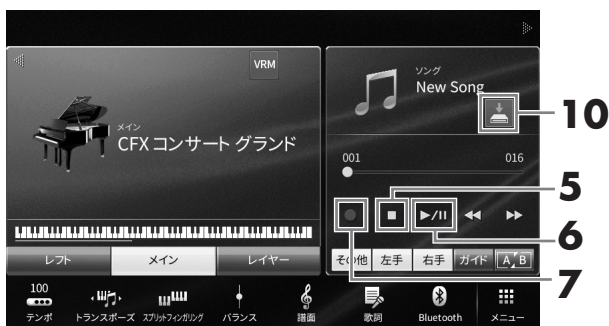 VRM
メイン
CFX コンサート グランド
レフト
メイン
レイヤー
ソング
New Song
001
016
その他
左手
右手
ガイド
A B
10
5
6
7
100
テンポ
トランスポーズ
スプリットフィンガリング
バランス
譜面
歌詞
Bluetooth
メニュー